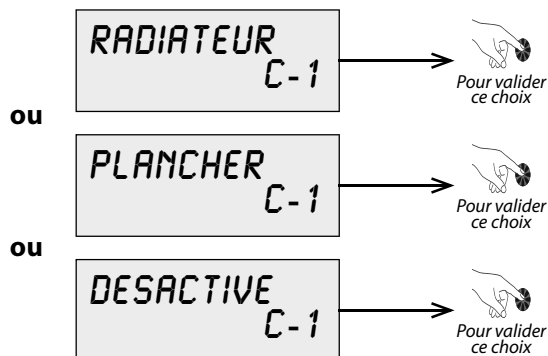 RADIATEUR
C-1
Pour valider
ce choix
ou
PLANCHER
C-1
Pour valider
ce choix
ou
DESACTIVE
C-1
Pour valider
ce choix